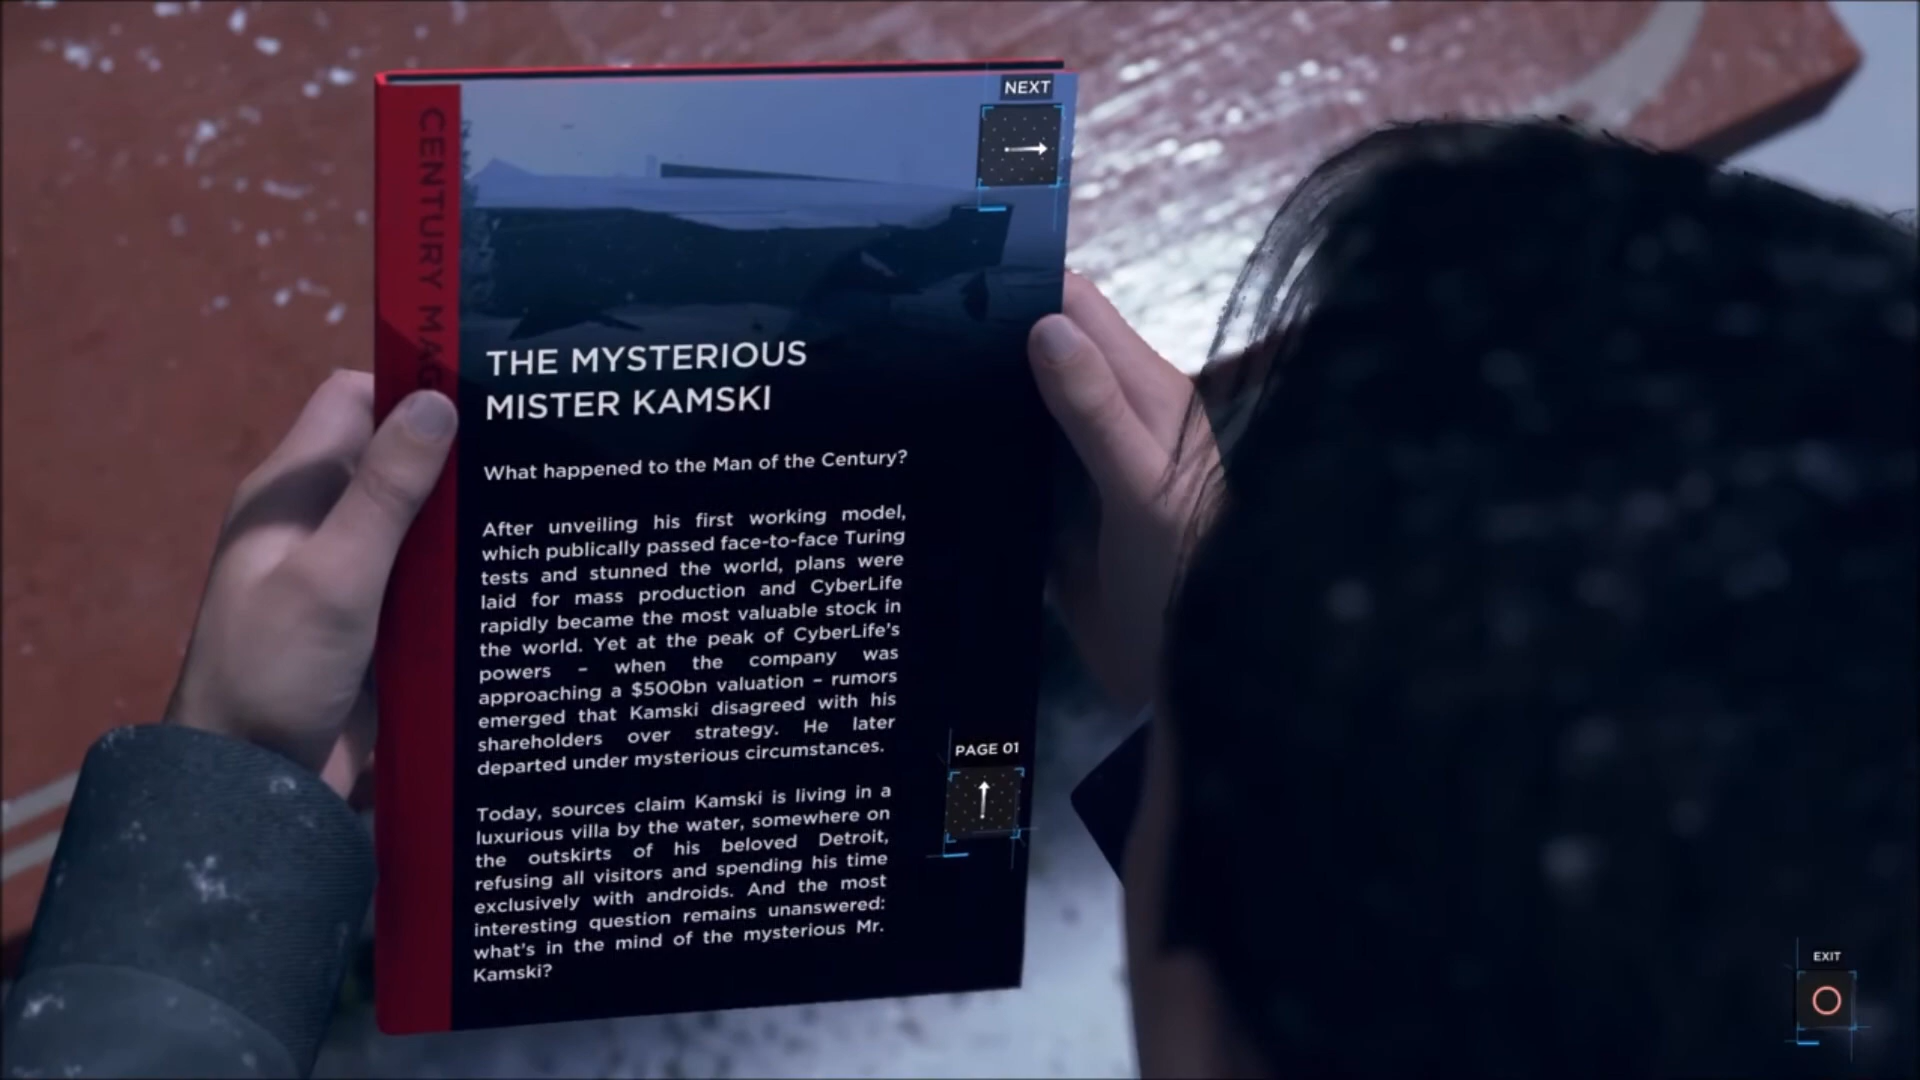 NEXT
CENTURY MAG
THE MYSTERIOUS
MISTER KAMSKI
What happened to the Man of the Century?
After unveiling his first working model,
which publically passed face-to-face Turing
tests and stunned the world, plans were
laid for mass production and CyberLife
rapidly became the most valuable stock in
the world. Yet at the peak of CyberLife's
powers – when the company was
approaching a $500bn valuation – rumors
emerged that Kamski disagreed with his
shareholders over strategy. He later
departed under mysterious circumstances.
PAGE 01
Today, sources claim Kamski is living in a
luxurious villa by the water, somewhere on
the outskirts of his beloved Detroit,
refusing all visitors and spending his time
exclusively with androids. And the most
interesting question remains unanswered:
what's in the mind of the mysterious Mr.
Kamski?
EXIT